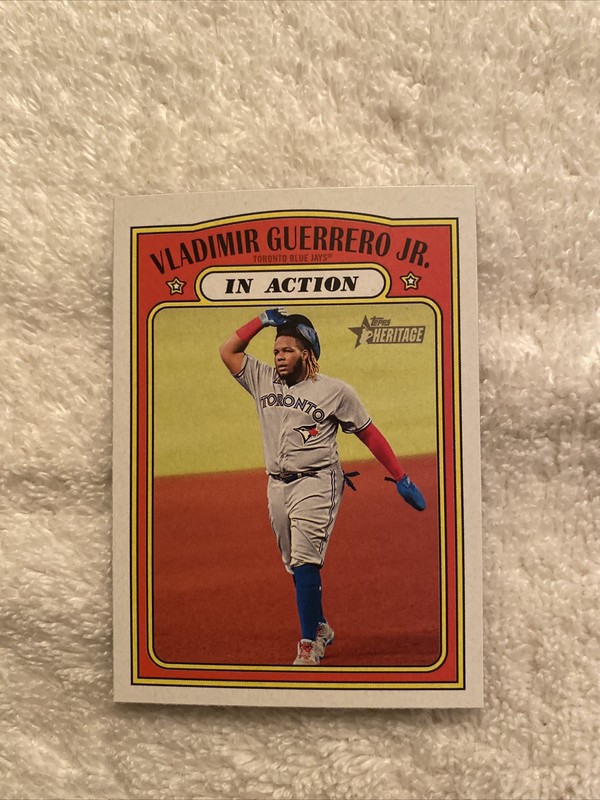 VLADIMIR GUERRERO JR.
TORONTO BLUE JAYS®
IN ACTION
TOPPS
HERITAGE
TORONTO